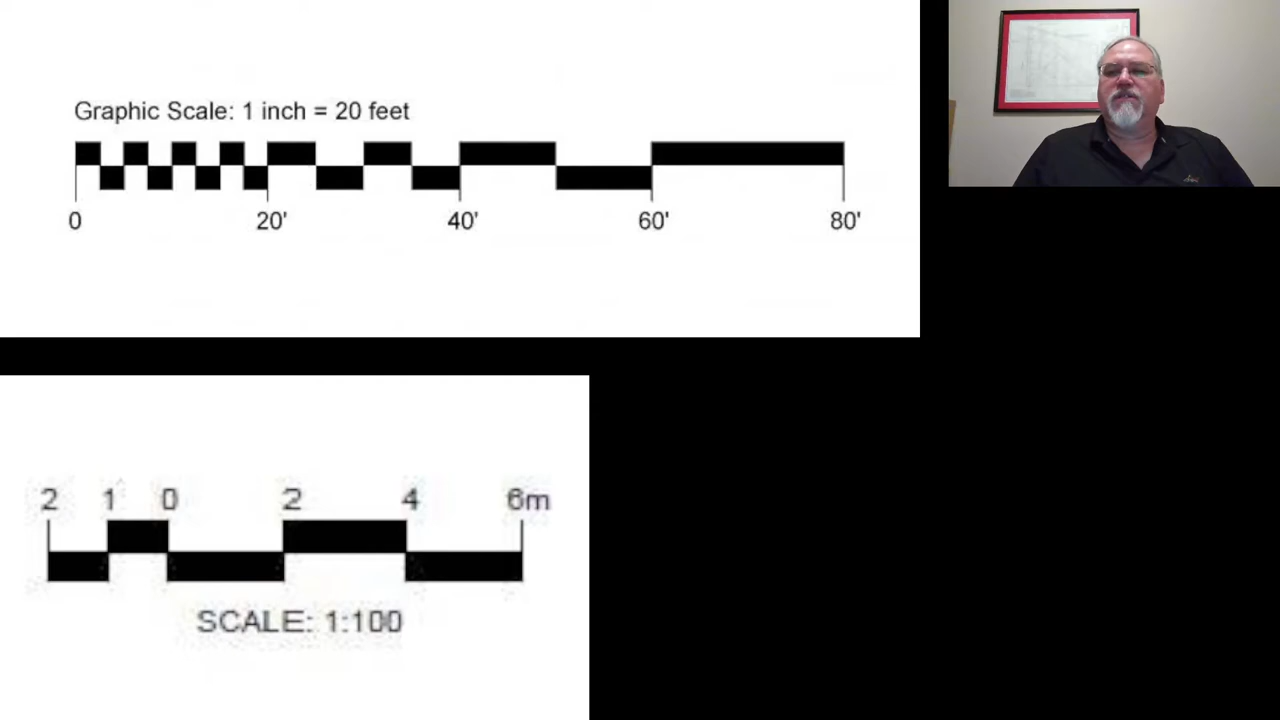 Graphic Scale: 1 inch = 20 feet
0 20' 40' 60' 80'
2 1 0 2 4 6m
SCALE: 1:100